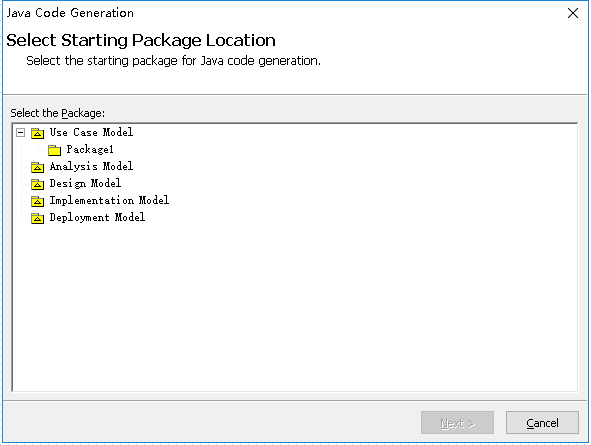 Java Code Generation
Select Starting Package Location
Select the starting package for Java code generation.
Select the Package:
Use Case Model
Package1
Analysis Model
Design Model
Implementation Model
Deployment Model
Next >
Cancel